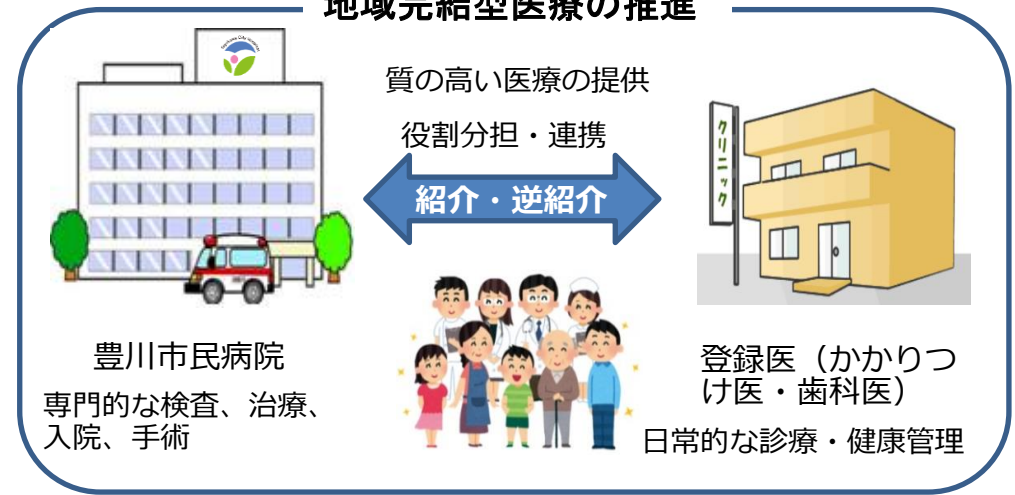 地域完結型医療の推進
質の高い医療の提供
役割分担・連携
紹介・逆紹介
クリニック
豊川市民病院
専門的な検査、治療、
入院、手術
登録医（かかりつ
け医・歯科医）
日常的な診療・健康管理